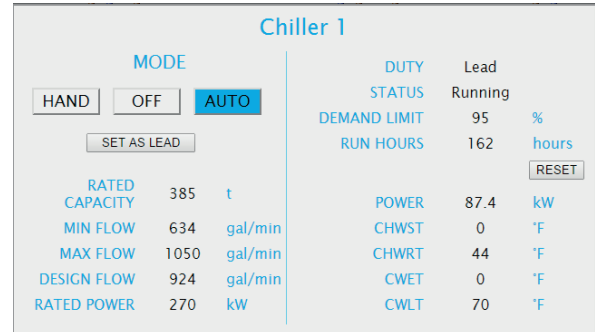 Chiller 1
MODE
HAND OFF AUTO
SET AS LEAD
RATED
CAPACITY 385 t
MIN FLOW 634 gal/min
MAX FLOW 1050 gal/min
DESIGN FLOW 924 gal/min
RATED POWER 270 kW
DUTY Lead
STATUS Running
DEMAND LIMIT 95 %
RUN HOURS 162 hours
RESET
POWER 87.4 kW
CHWST 0 °F
CHWRT 44 °F
CWET 0 °F
CWLT 70 °F